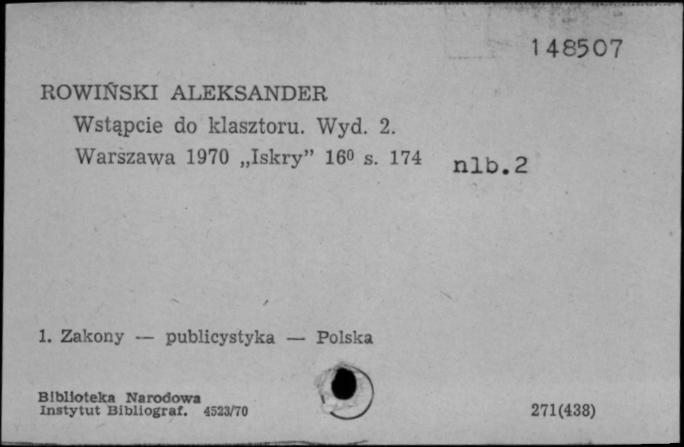 148507
ROWIŃSKI ALEKSANDER
Wstąpcie do klasztoru. Wyd. 2.
Warszawa 1970 „Iskry” 16⁰ s. 174 nlb.2
1. Zakony — publicystyka — Polska
Biblioteka Narodowa
Instytut Bibliograf. 4523/70
271(438)